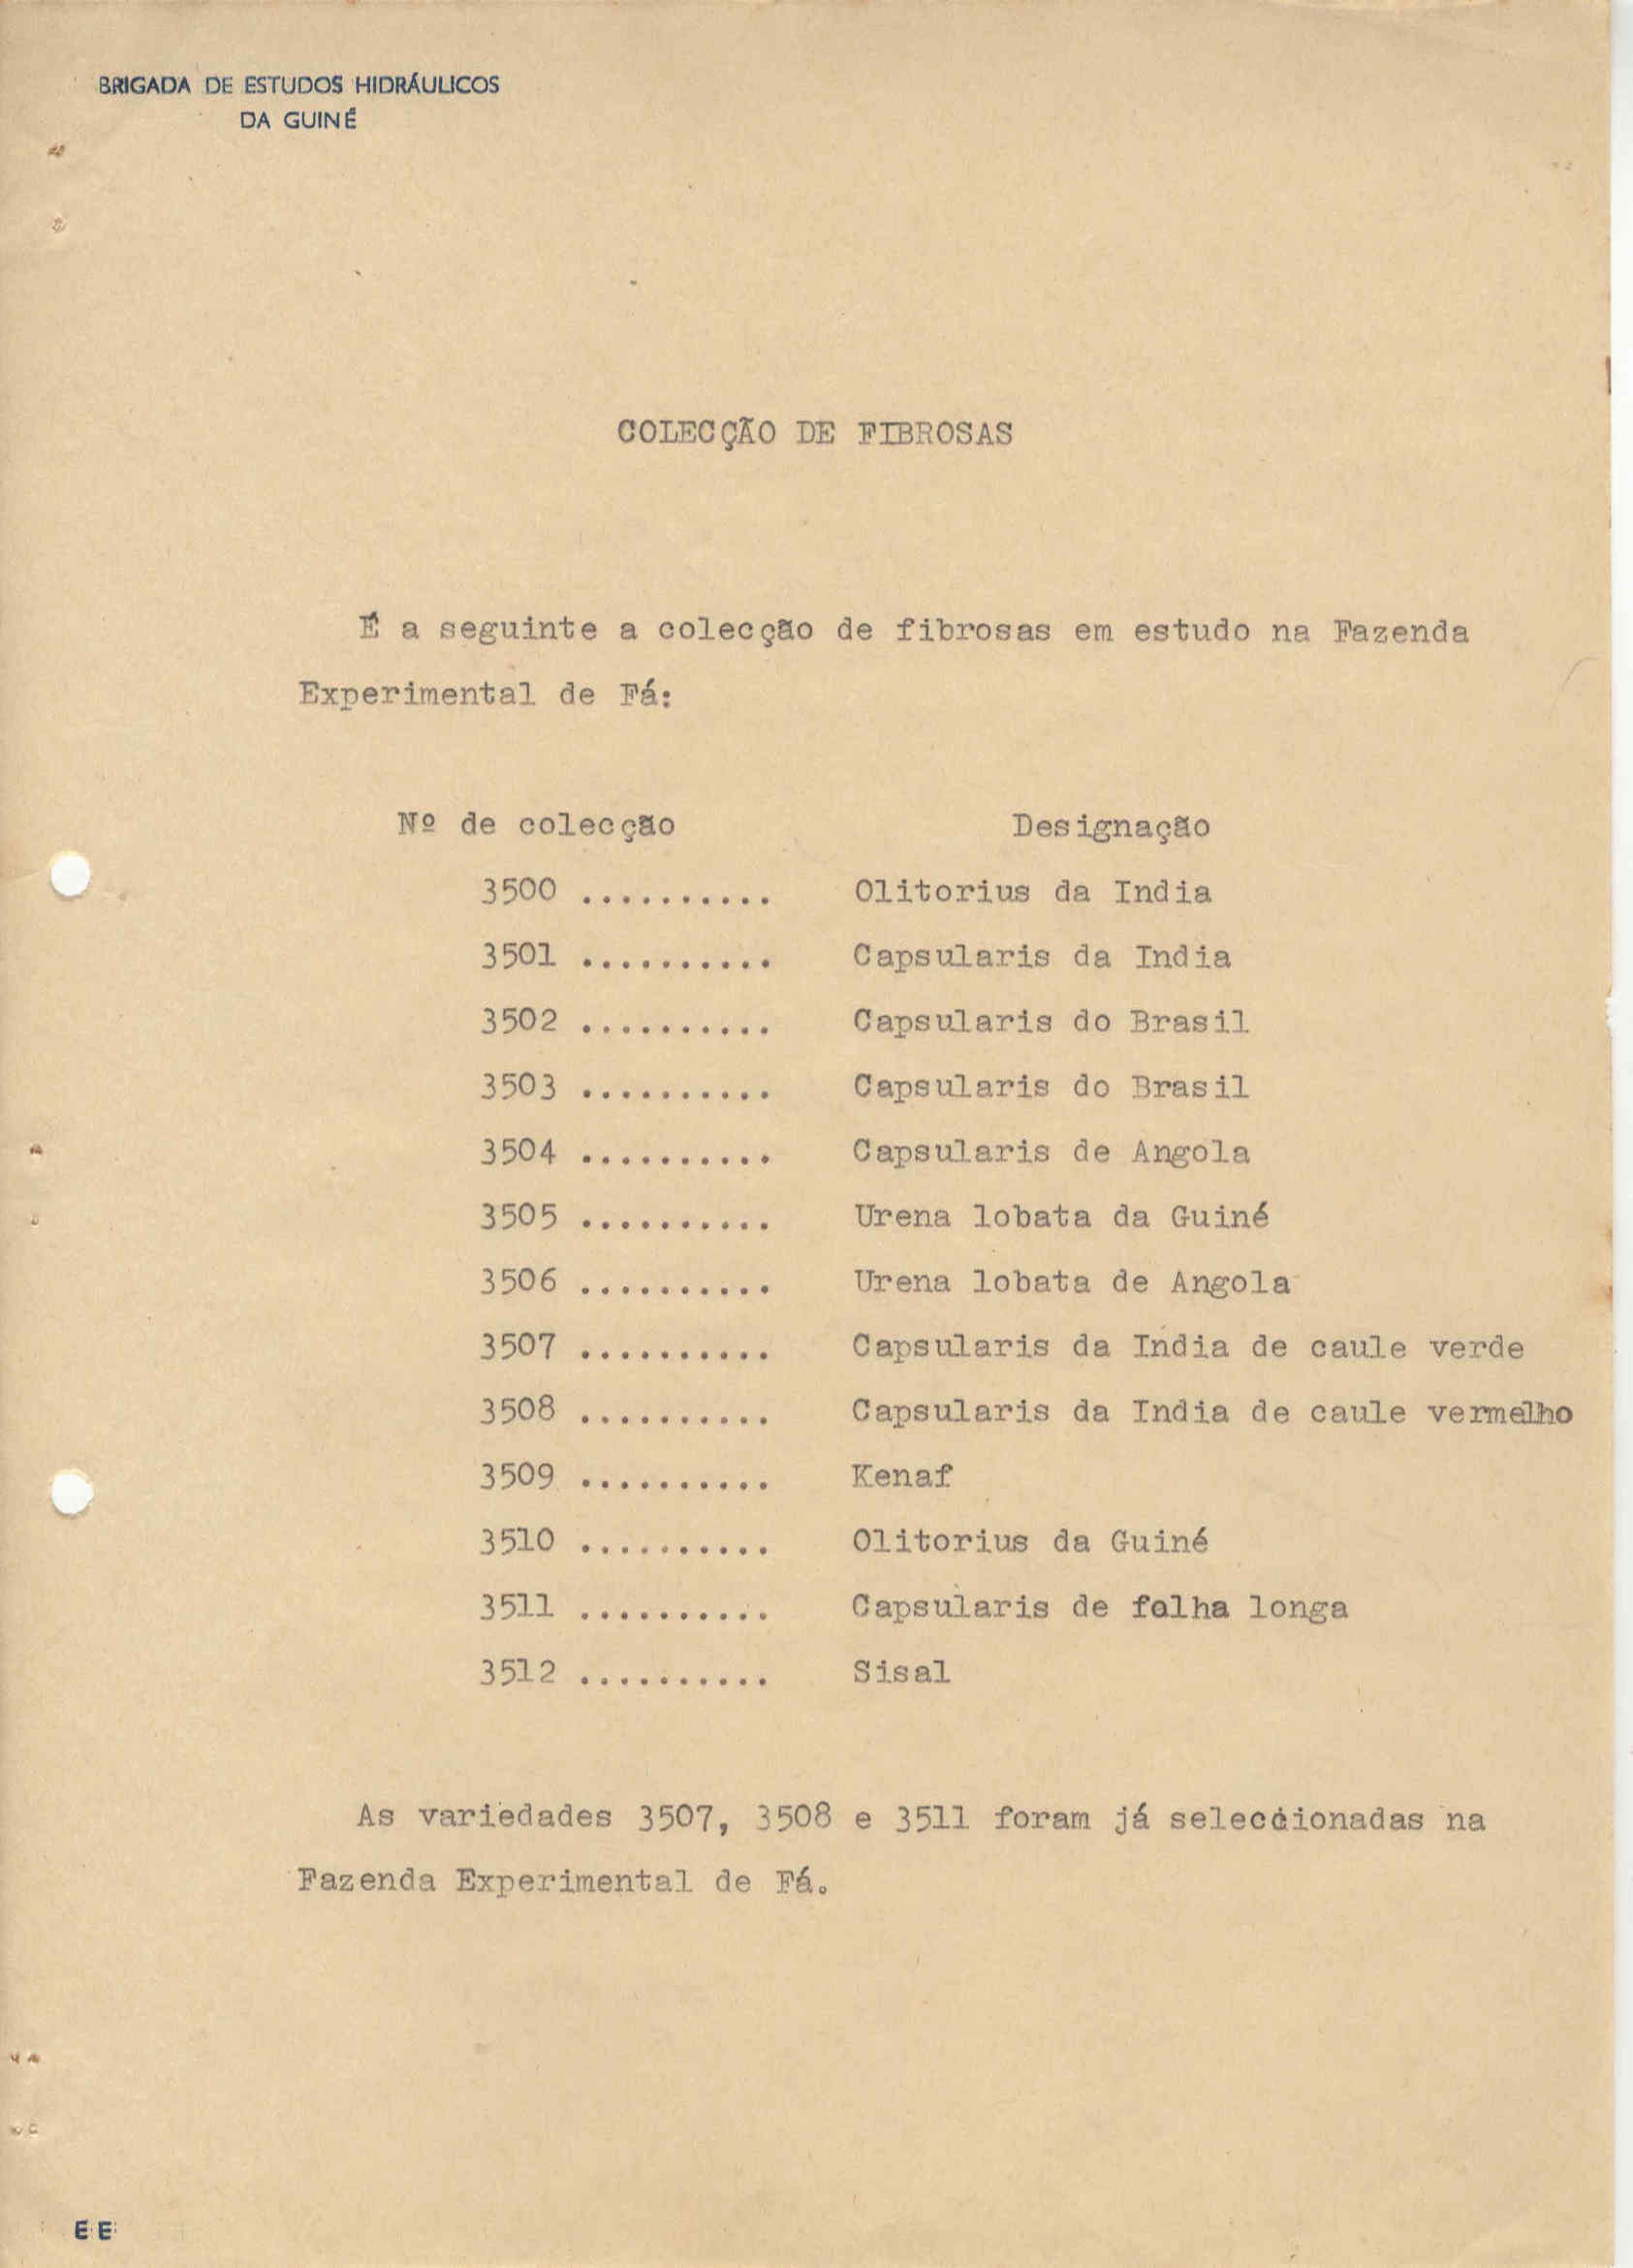 BRIGADA DE ESTUDOS HIDRÁULICOS
DA GUINÉ
COLECÇÃO DE FIBROSAS
É a seguinte a colecção de fibrosas em estudo na Fazenda
Experimental de Fá:
Nº de colecção Designação
3500 .......... Olitorius da India
3501 .......... Capsularis da India
3502 .......... Capsularis do Brasil
3503 .......... Capsularis do Brasil
3504 .......... Capsularis de Angola
3505 .......... Urena lobata da Guiné
3506 .......... Urena lobata de Angola
3507 .......... Capsularis da India de caule verde
3508 .......... Capsularis da India de caule vermelho
3509 .......... Kenaf
3510 .......... Olitorius da Guiné
3511 .......... Capsularis de folha longa
3512 .......... Sisal
As variedades 3507, 3508 e 3511 foram já seleccionadas na
Fazenda Experimental de Fá.
E E